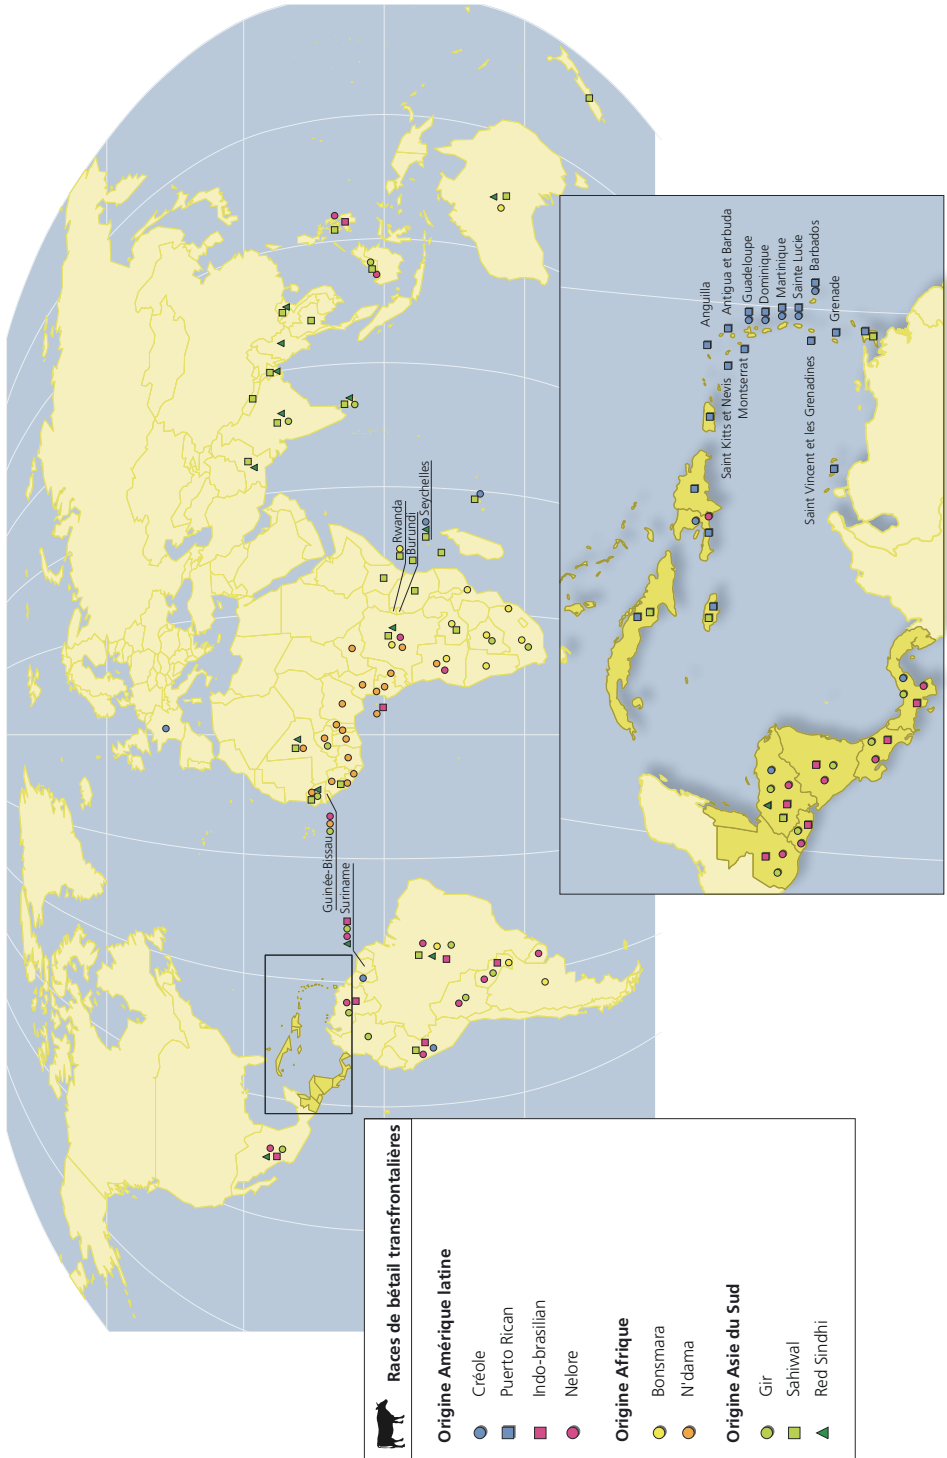 Races de bétail transfrontalières
Origine Amérique latine
Créole
Puerto Rican
Indo-brasilian
Nelore
Origine Afrique
Bonsmara
N'dama
Origine Asie du Sud
Gir
Sahiwal
Red Sindhi
Guinée-Bissau
Suriname
Rwanda
Burundi
Seychelles
Anguilla
Antigua et Barbuda
Saint Kitts et Nevis
Montserrat
Guadeloupe
Dominique
Martinique
Sainte Lucie
Saint Vincent et les Grenadines
Barbados
Grenade